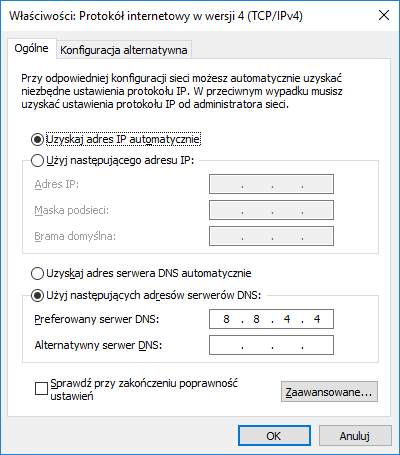 Właściwości: Protokół internetowy w wersji 4 (TCP/IPv4)
Ogólne
Konfiguracja alternatywna
Przy odpowiedniej konfiguracji sieci możesz automatycznie uzyskać
niezbędne ustawienia protokołu IP. W przeciwnym wypadku musisz
uzyskać ustawienia protokołu IP od administratora sieci.
Uzyskaj adres IP automatycznie
Użyj następującego adresu IP:
Adres IP:
Maska podsieci:
Brama domyślna:
Uzyskaj adres serwera DNS automatycznie
Użyj następujących adresów serwerów DNS:
Preferowany serwer DNS: 8 . 8 . 4 . 4
Alternatywny serwer DNS:
Sprawdź przy zakończeniu poprawność
ustawień
Zaawansowane...
OK
Anuluj